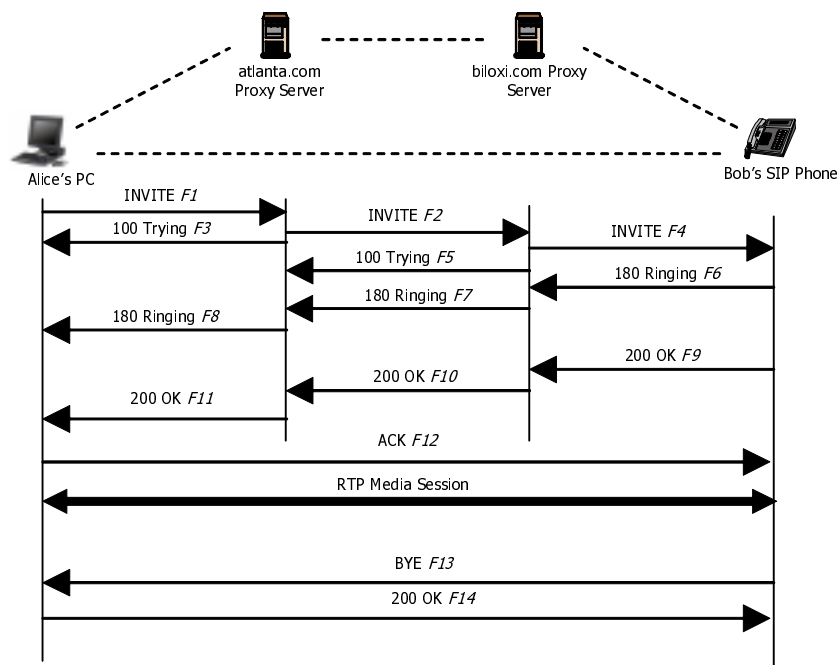 atlanta.com
Proxy Server
biloxi.com Proxy
Server
Alice's PC
Bob's SIP Phone
INVITE F1
INVITE F2
100 Trying F3
INVITE F4
100 Trying F5
180 Ringing F6
180 Ringing F7
180 Ringing F8
200 OK F9
200 OK F10
200 OK F11
ACK F12
RTP Media Session
BYE F13
200 OK F14